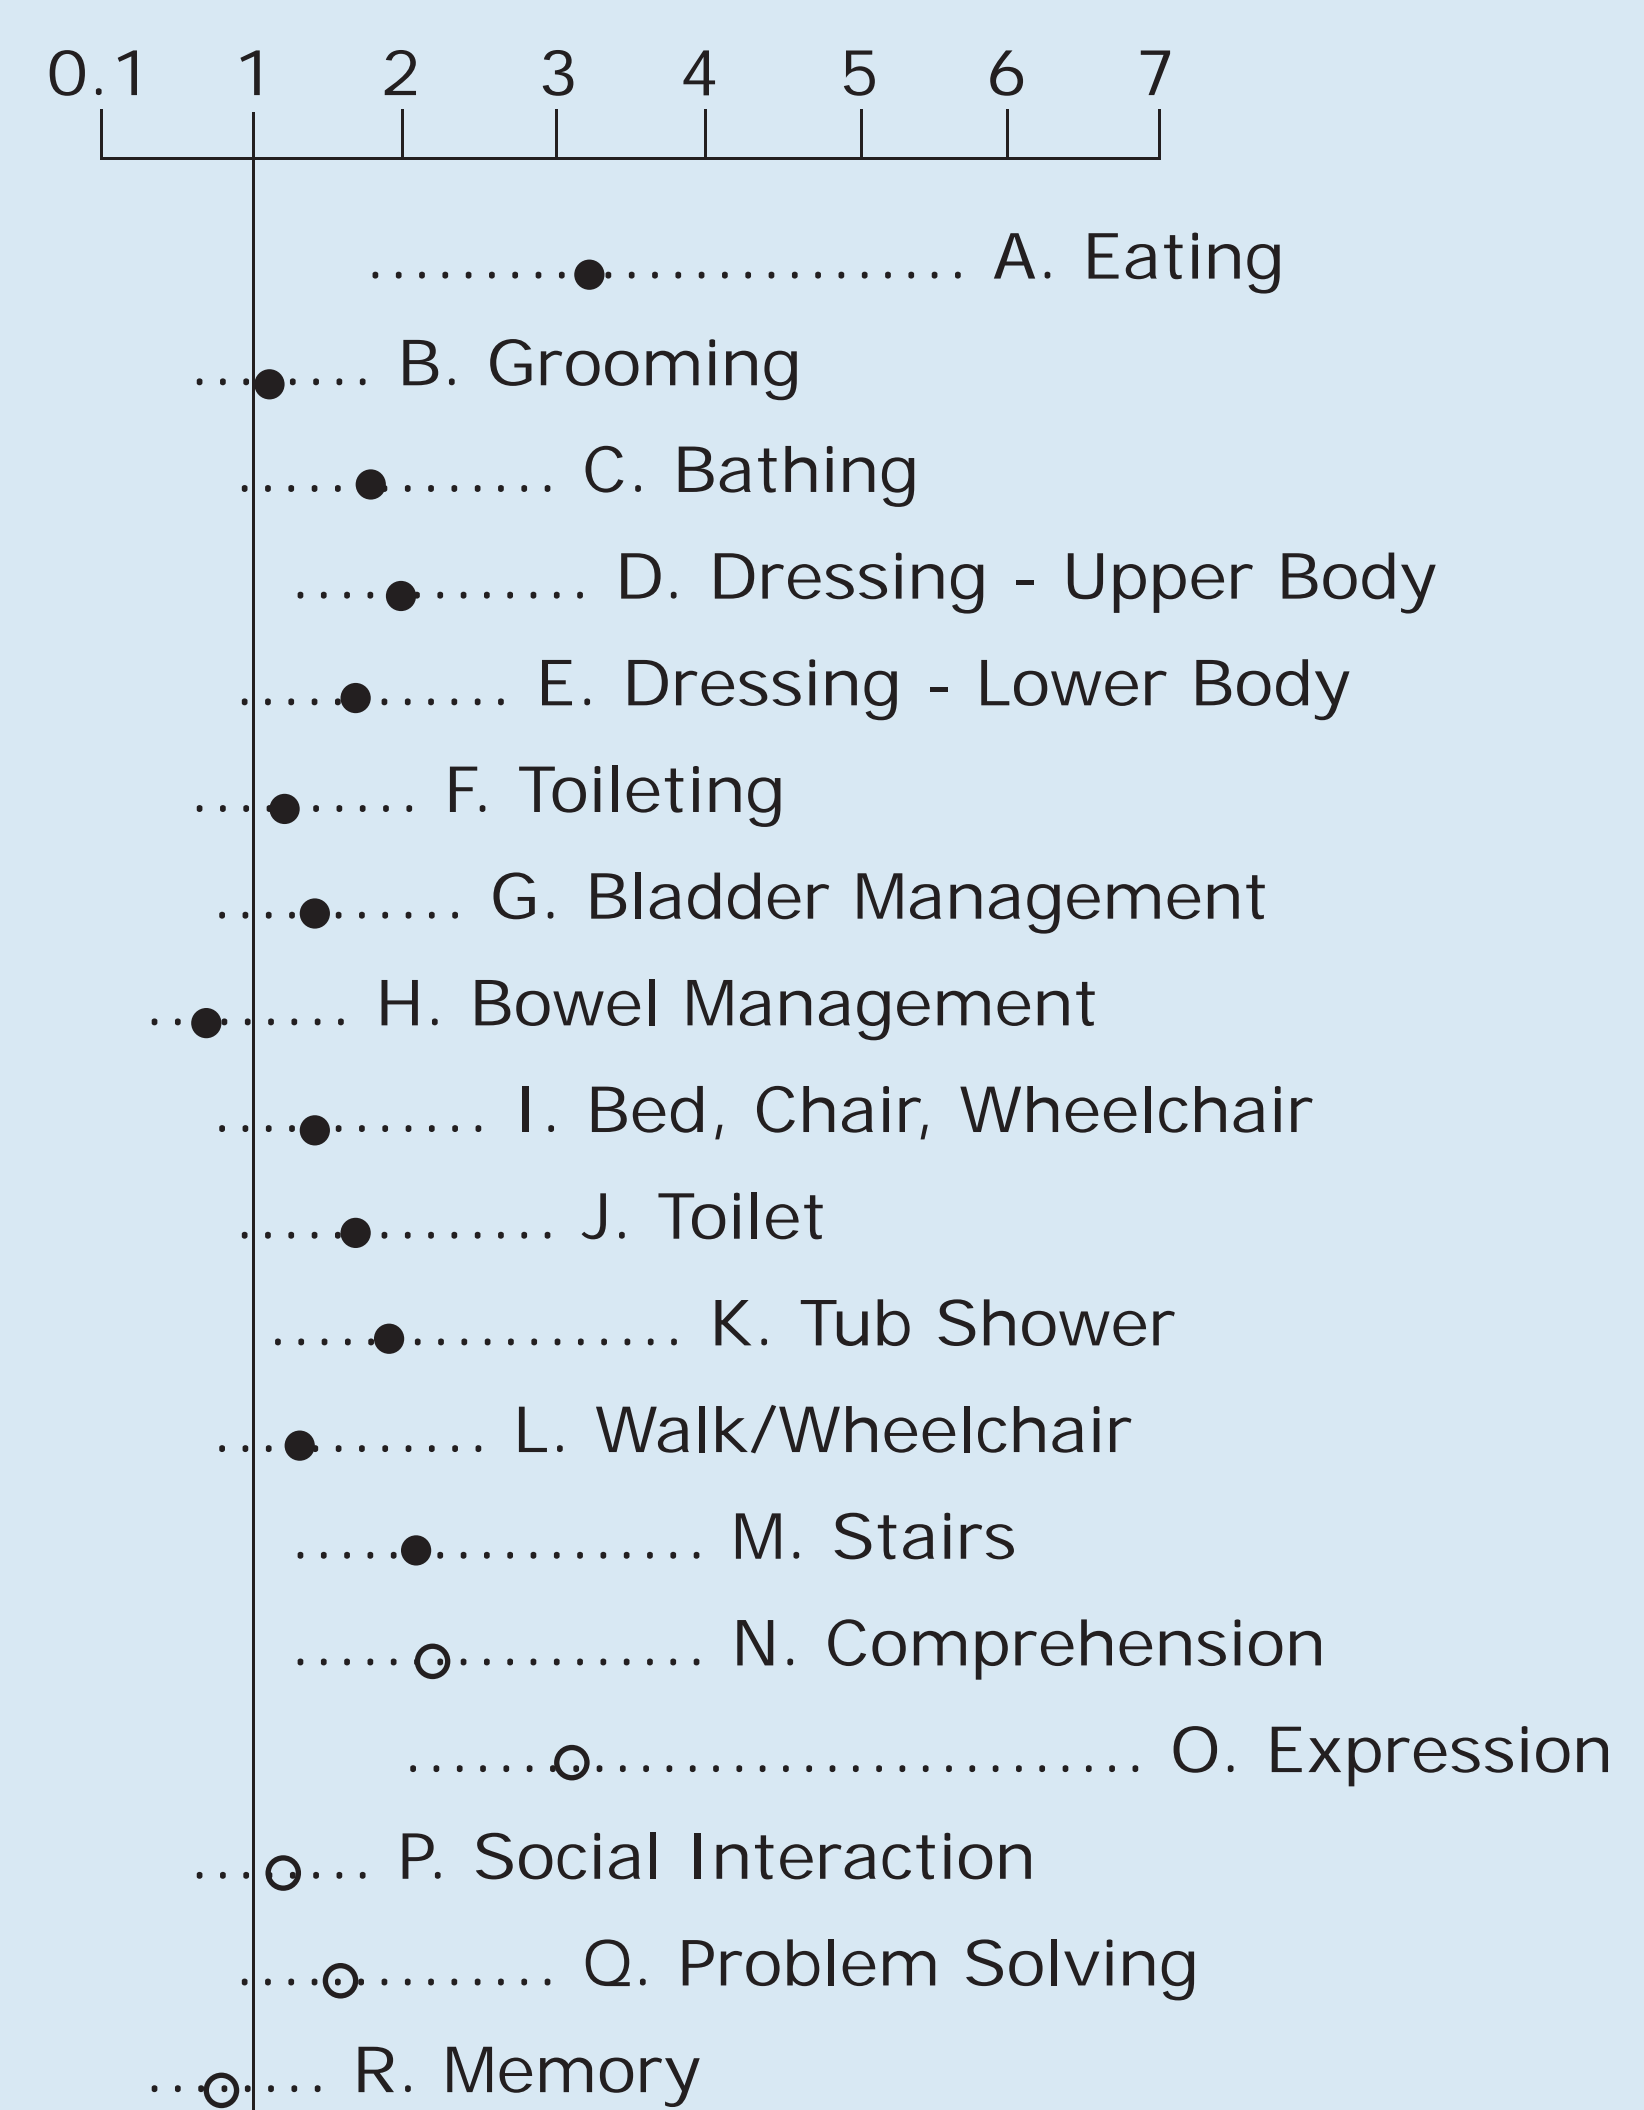 0.1 1 2 3 4 5 6 7
A. Eating
B. Grooming
C. Bathing
D. Dressing - Upper Body
E. Dressing - Lower Body
F. Toileting
G. Bladder Management
H. Bowel Management
I. Bed, Chair, Wheelchair
J. Toilet
K. Tub Shower
L. Walk/Wheelchair
M. Stairs
N. Comprehension
O. Expression
P. Social Interaction
Q. Problem Solving
R. Memory